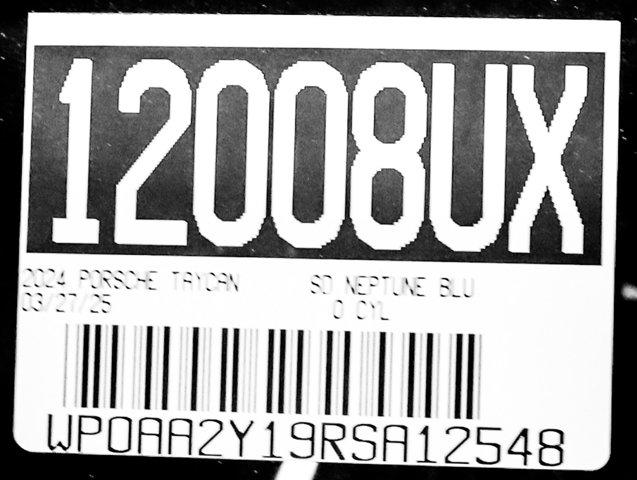 12008UX
2024 PORSCHE TAYCAN SD NEPTUNE BLU
03/27/25 0 CYL
WP0AA2Y19RSA12548